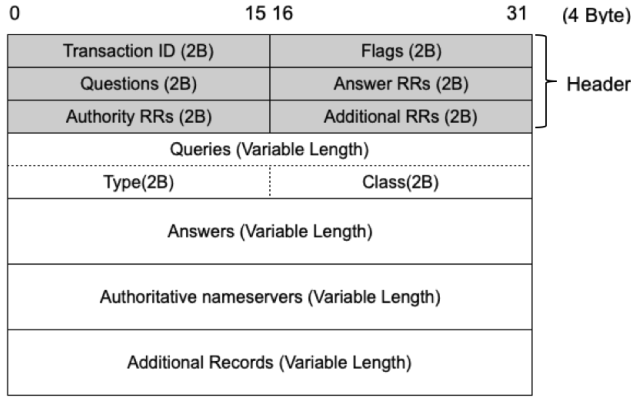 0 15 16 31 (4 Byte)
Transaction ID (2B) Flags (2B)
Questions (2B) Answer RRs (2B)
Header
Authority RRs (2B) Additional RRs (2B)
Queries (Variable Length)
Type(2B) Class(2B)
Answers (Variable Length)
Authoritative nameservers (Variable Length)
Additional Records (Variable Length)